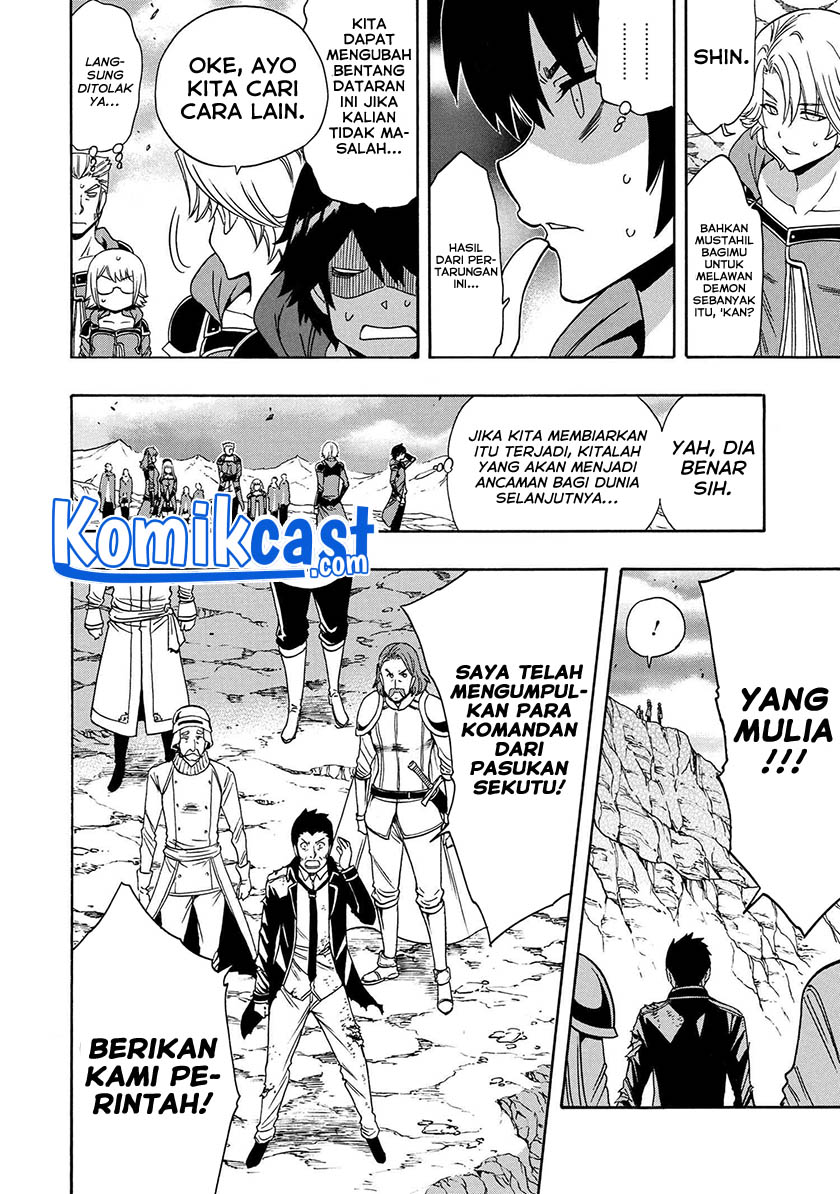 SHIN.
BAHKAN
MUSTAHIL
BAGIMU
UNTUK
MELAWAN
DEMON
SEBANYAK
ITU, 'KAN?
HASIL
DARI PER-
TARUNGAN
INI...
KITA
DAPAT
MENGUBAH
BENTANG
DATARAN
INI JIKA
KALIAN
TIDAK MA-
SALAH...
OKE, AYO
KITA CARI
CARA LAIN.
LANG-
SUNG
DITOLAK
YA...
YAH, DIA
BENAR
SIH.
JIKA KITA MEMBIARKAN
ITU TERJADI, KITALAH
YANG AKAN MENJADI
ANCAMAN BAGI DUNIA
SELANJUTNYA...
Komikcast
.com
!
YANG
MULIA
!!!
SAYA TELAH
MENGUMPUL-
KAN PARA
KOMANDAN
DARI
PASUKAN
SEKUTU!
BERIKAN
KAMI PE-
RINTAH!